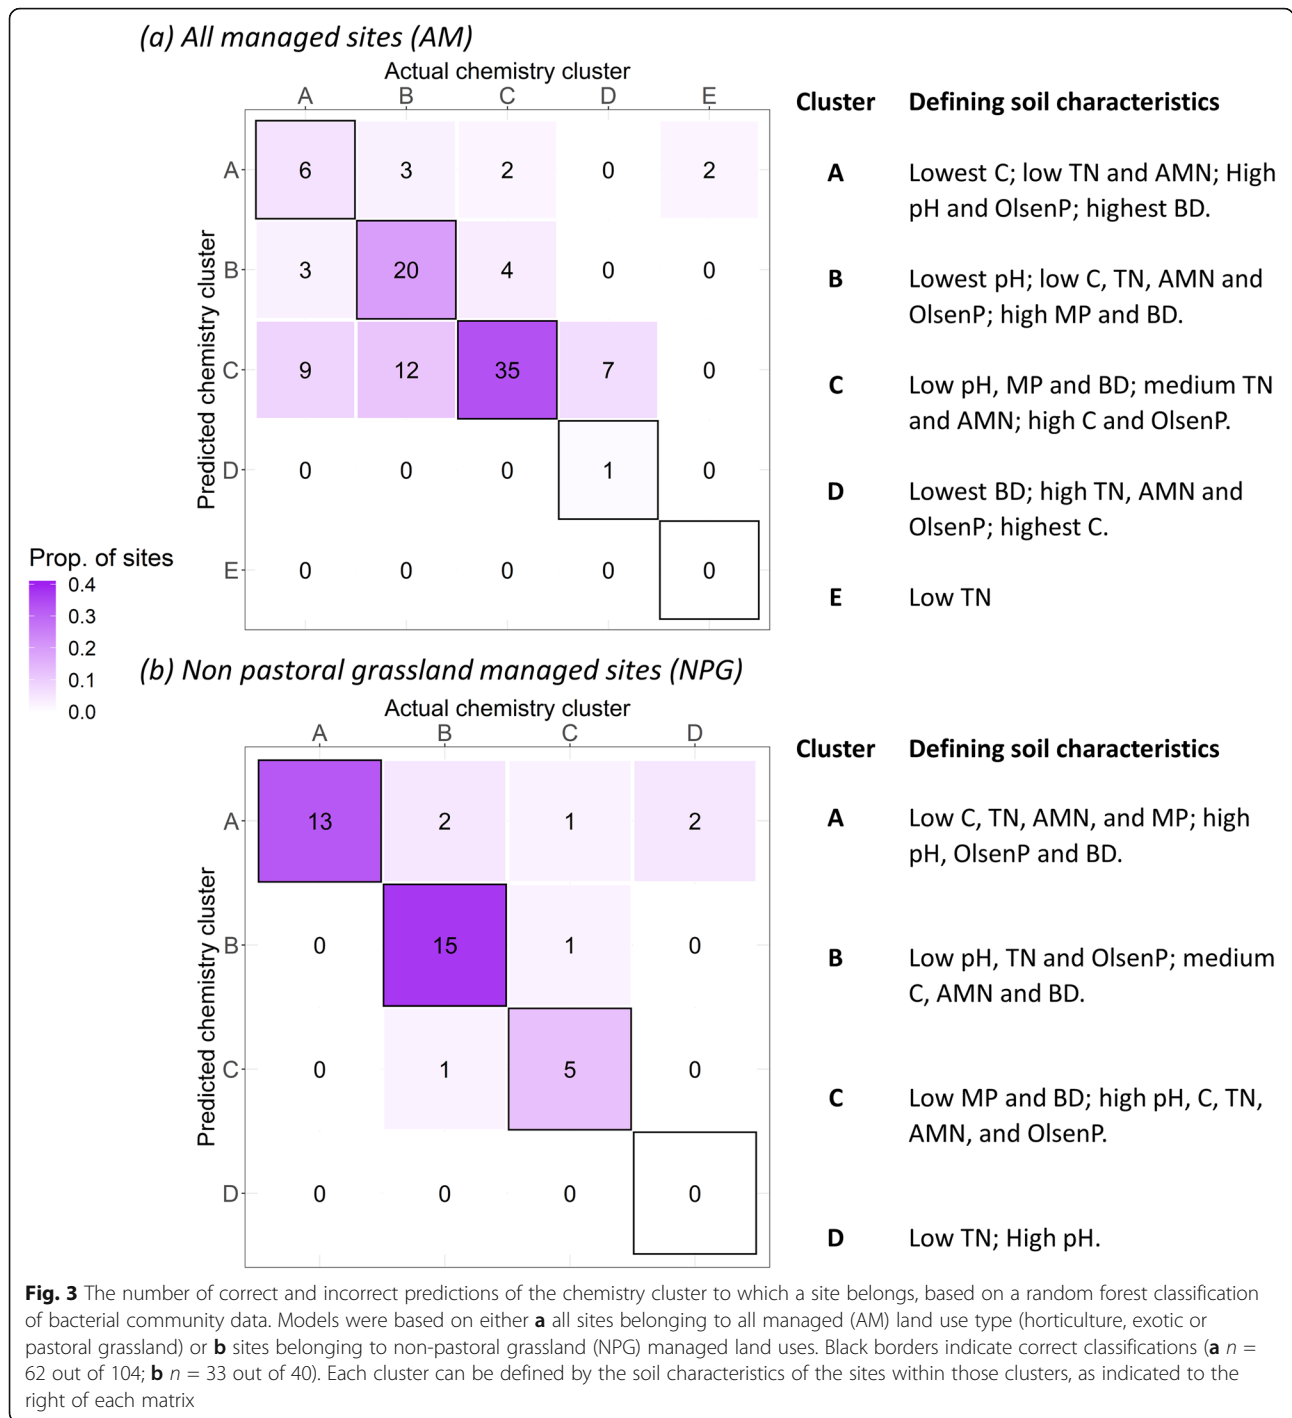 (a) All managed sites (AM)
Actual chemistry cluster
A B C D E
Predicted chemistry cluster
A 6 3 2 0 2
B 3 20 4 0 0
C 9 12 35 7 0
D 0 0 0 1 0
E 0 0 0 0 0
Cluster Defining soil characteristics
A Lowest C; low TN and AMN; High
pH and OlsenP; highest BD.
B Lowest pH; low C, TN, AMN and
OlsenP; high MP and BD.
C Low pH, MP and BD; medium TN
and AMN; high C and OlsenP.
D Lowest BD; high TN, AMN and
OlsenP; highest C.
E Low TN
Prop. of sites
0.4
0.3
0.2
0.1
0.0
(b) Non pastoral grassland managed sites (NPG)
Actual chemistry cluster
A B C D
Predicted chemistry cluster
A 13 2 1 2
B 0 15 1 0
C 0 1 5 0
D 0 0 0 0
Cluster Defining soil characteristics
A Low C, TN, AMN, and MP; high
pH, OlsenP and BD.
B Low pH, TN and OlsenP; medium
C, AMN and BD.
C Low MP and BD; high pH, C, TN,
AMN, and OlsenP.
D Low TN; High pH.
Fig. 3 The number of correct and incorrect predictions of the chemistry cluster to which a site belongs, based on a random forest classification
of bacterial community data. Models were based on either a all sites belonging to all managed (AM) land use type (horticulture, exotic or
pastoral grassland) or b sites belonging to non-pastoral grassland (NPG) managed land uses. Black borders indicate correct classifications (a n =
62 out of 104; b n = 33 out of 40). Each cluster can be defined by the soil characteristics of the sites within those clusters, as indicated to the
right of each matrix